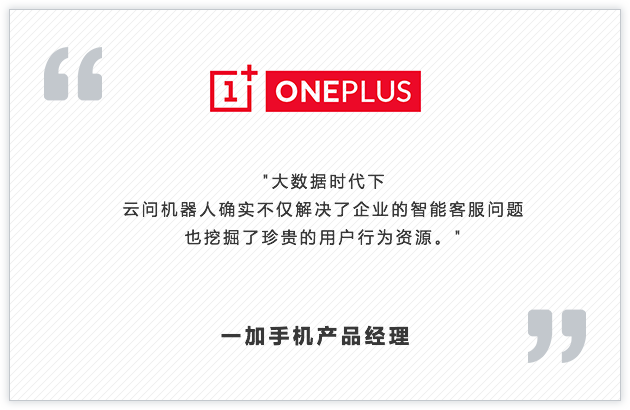 1+ ONEPLUS
"大数据时代下
云问机器人确实不仅解决了企业的智能客服问题
也挖掘了珍贵的用户行为资源。"
一加手机产品经理